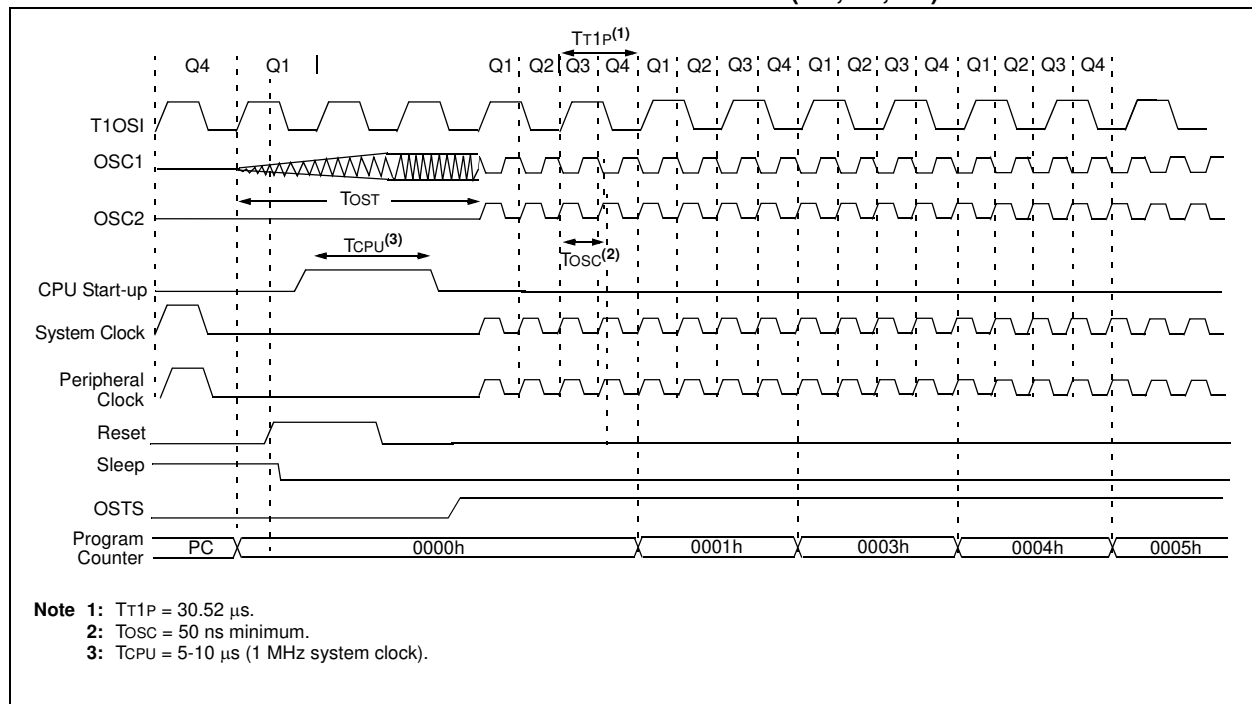 TT1P(1)
Q4 Q1 Q1 Q2 Q3 Q4 Q1 Q2 Q3 Q4 Q1 Q2 Q3 Q4 Q1 Q2 Q3 Q4
T1OSI
OSC1
TOST
OSC2
TCPU(3)
TOSC(2)
CPU Start-up
System Clock
Peripheral
Clock
Reset
Sleep
OSTS
Program
Counter
PC 0000h 0001h 0003h 0004h 0005h
Note 1: TT1P = 30.52 μs.
2: TOSC = 50 ns minimum.
3: TCPU = 5-10 μs (1 MHz system clock).